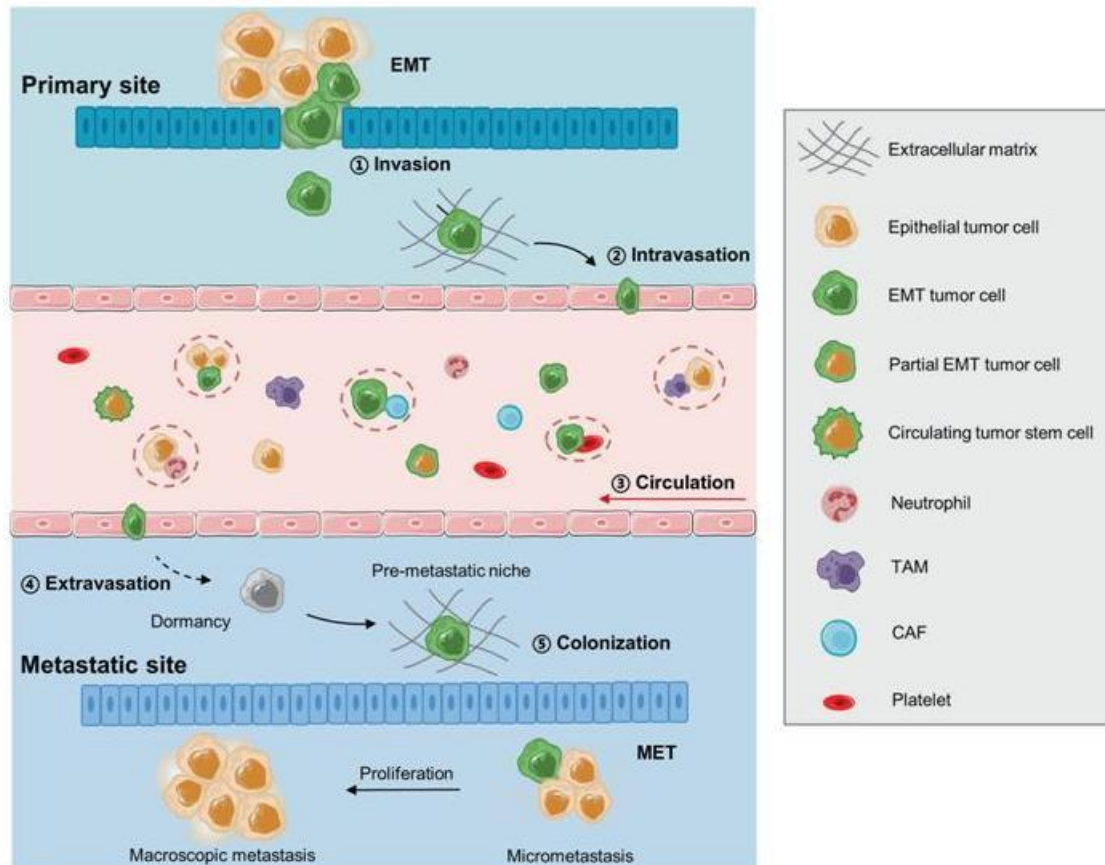 EMT
Primary site
① Invasion
② Intravasation
③ Circulation
④ Extravasation
Pre-metastatic niche
Dormancy
⑤ Colonization
Metastatic site
MET
Proliferation
Macroscopic metastasis
Micrometastasis
Extracellular matrix
Epithelial tumor cell
EMT tumor cell
Partial EMT tumor cell
Circulating tumor stem cell
Neutrophil
TAM
CAF
Platelet